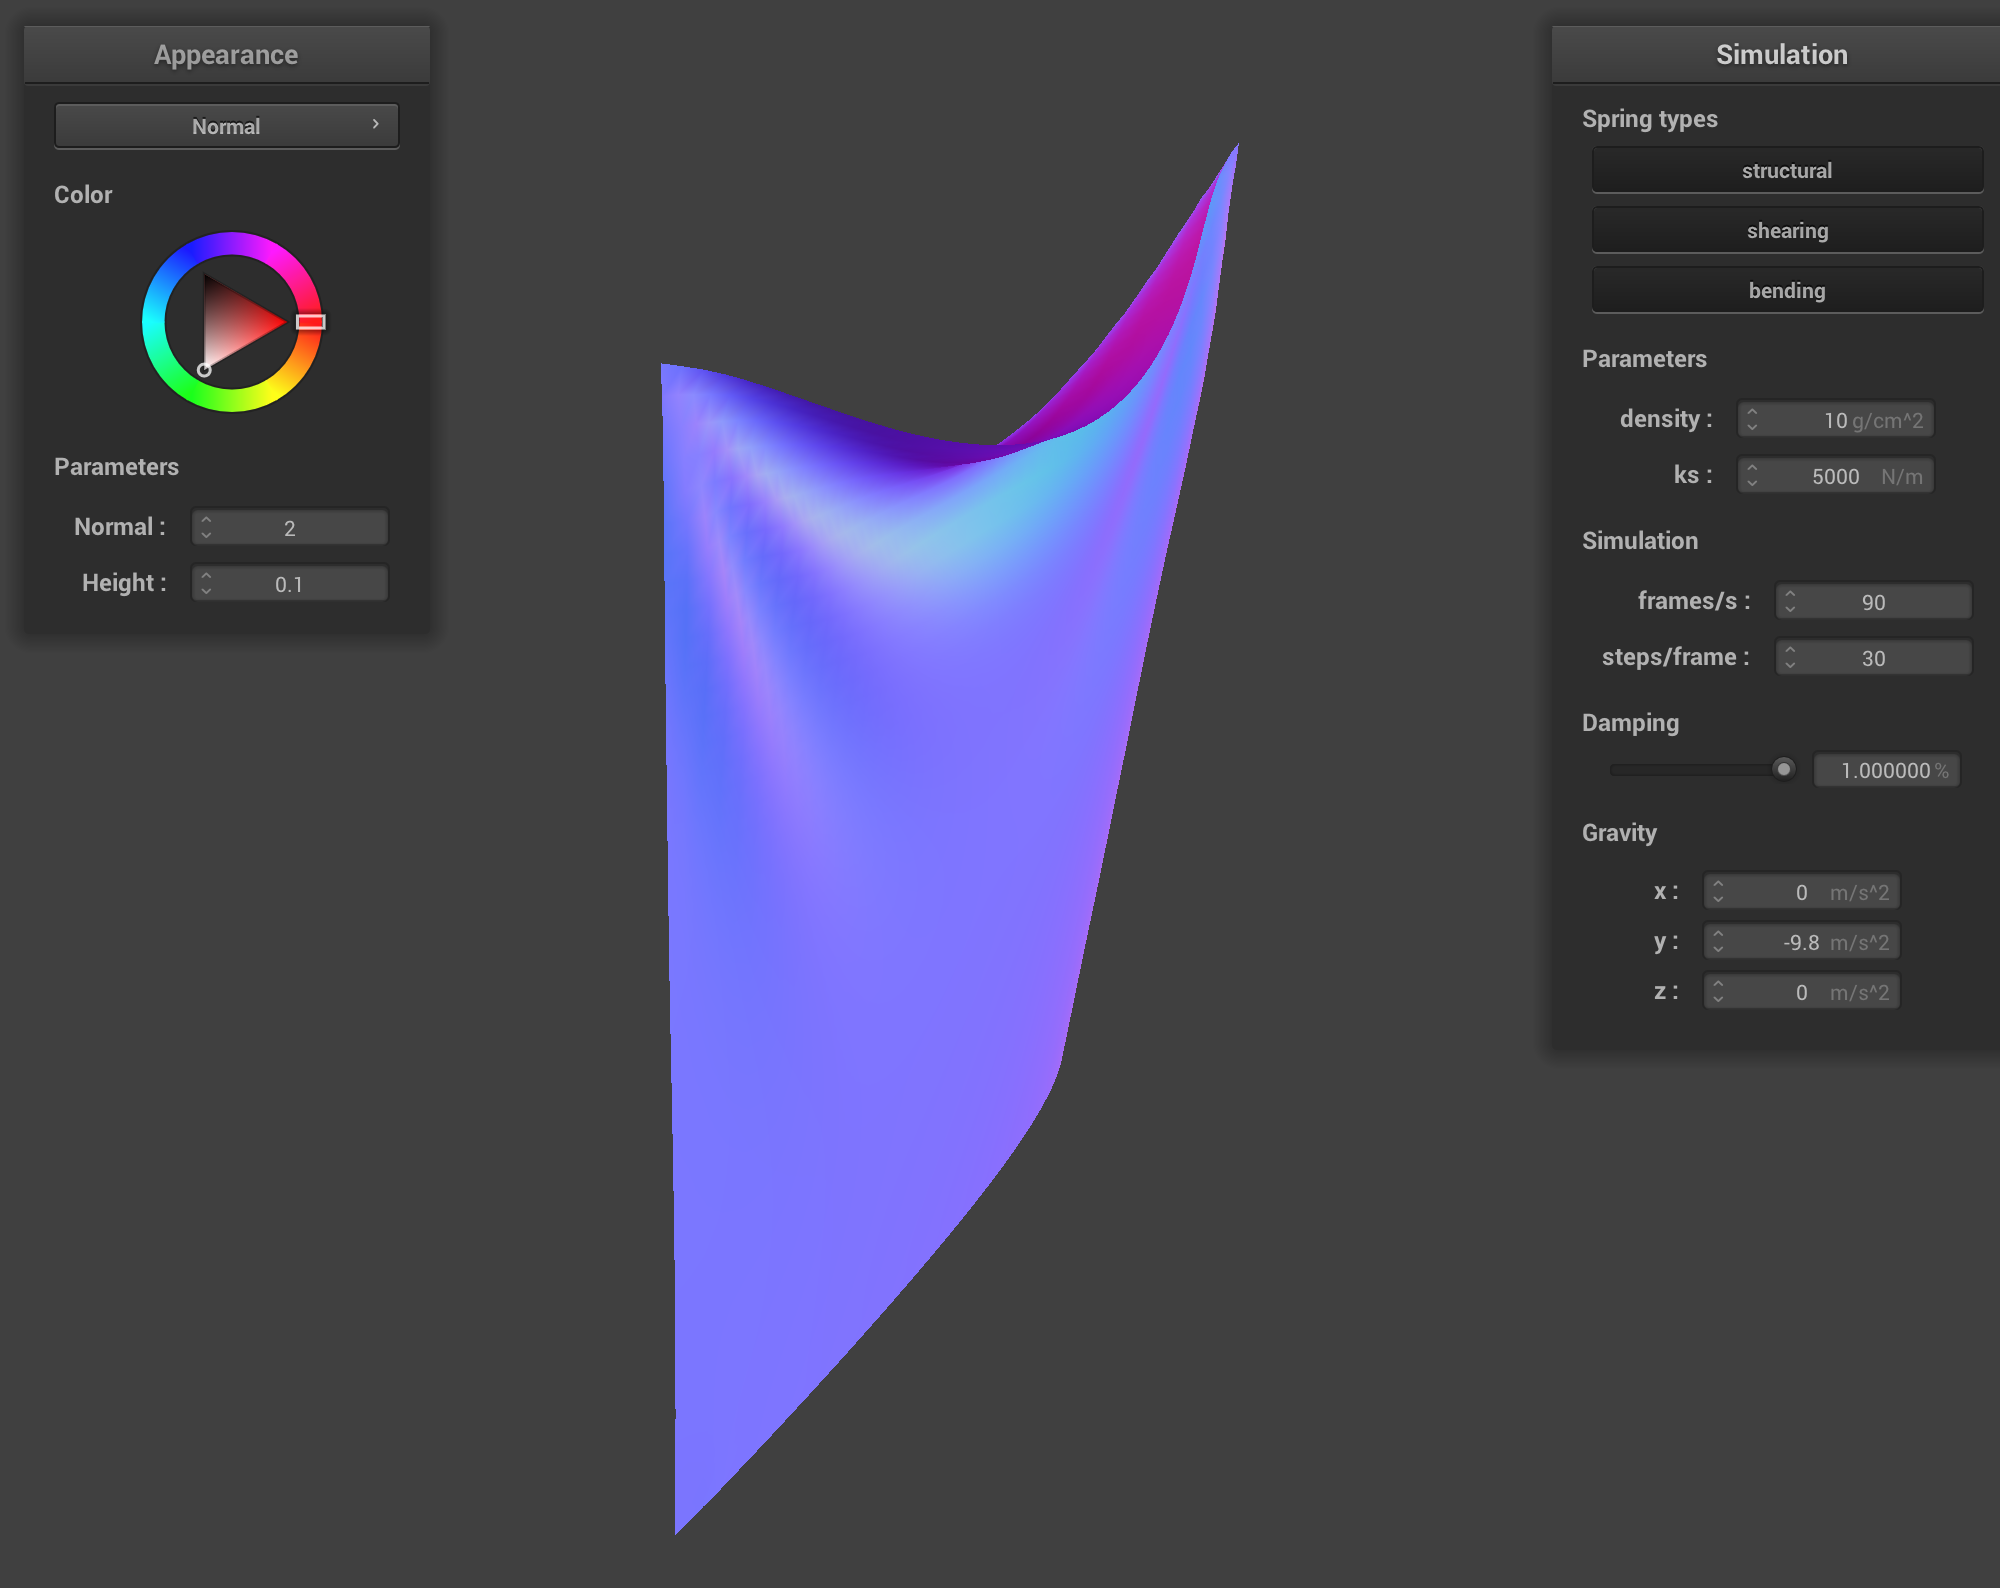 Appearance
Normal
Color
Parameters
Normal : 2
Height : 0.1
Simulation
Spring types
structural
shearing
bending
Parameters
density : 10 g/cm^2
ks : 5000 N/m
Simulation
frames/s : 90
steps/frame : 30
Damping
1.000000 %
Gravity
x : 0 m/s^2
y : -9.8 m/s^2
z : 0 m/s^2